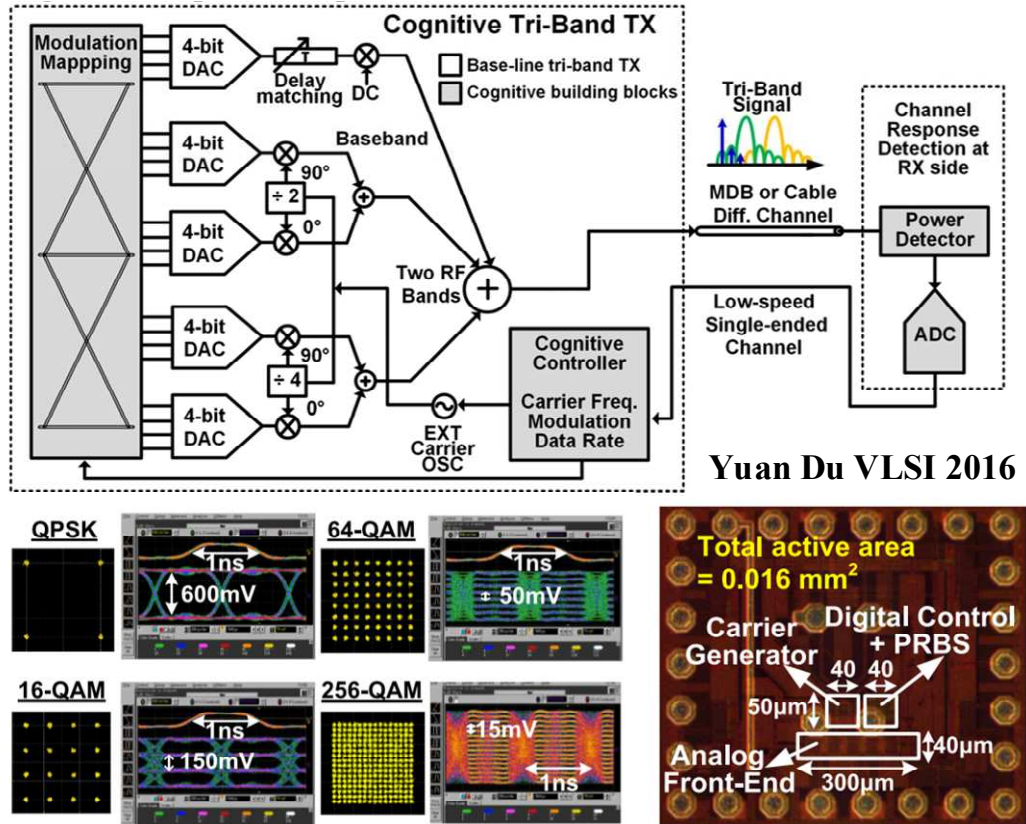 Cognitive Tri-Band TX
Modulation
Mappping
4-bit
DAC
T
Delay
matching
DC
Base-line tri-band TX
Cognitive building blocks
4-bit
DAC
90°
÷ 2
0°
4-bit
DAC
Baseband
+
Two RF
Bands
+
4-bit
DAC
90°
÷ 4
0°
4-bit
DAC
+
EXT
Carrier
OSC
Cognitive
Controller
Carrier Freq.
Modulation
Data Rate
Tri-Band
Signal
MDB or Cable
Diff. Channel
Low-speed
Single-ended
Channel
Channel
Response
Detection at
RX side
Power
Detector
ADC
Yuan Du VLSI 2016
QPSK
1ns
600mV
64-QAM
1ns
50mV
16-QAM
1ns
150mV
256-QAM
15mV
1ns
Total active area
= 0.016 mm²
Carrier
Generator
Digital Control
+ PRBS
40
40
50μm
40μm
Analog
Front-End
300μm